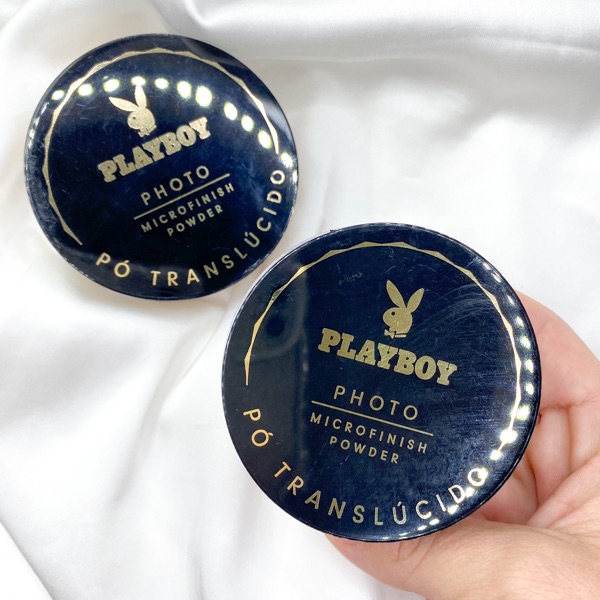 PLAYBOY
PHOTO
MICROFINISH
POWDER
PÓ TRANSLÚCIDO
PLAYBOY
PHOTO
MICROFINISH
POWDER
PÓ TRANSLÚCIDO